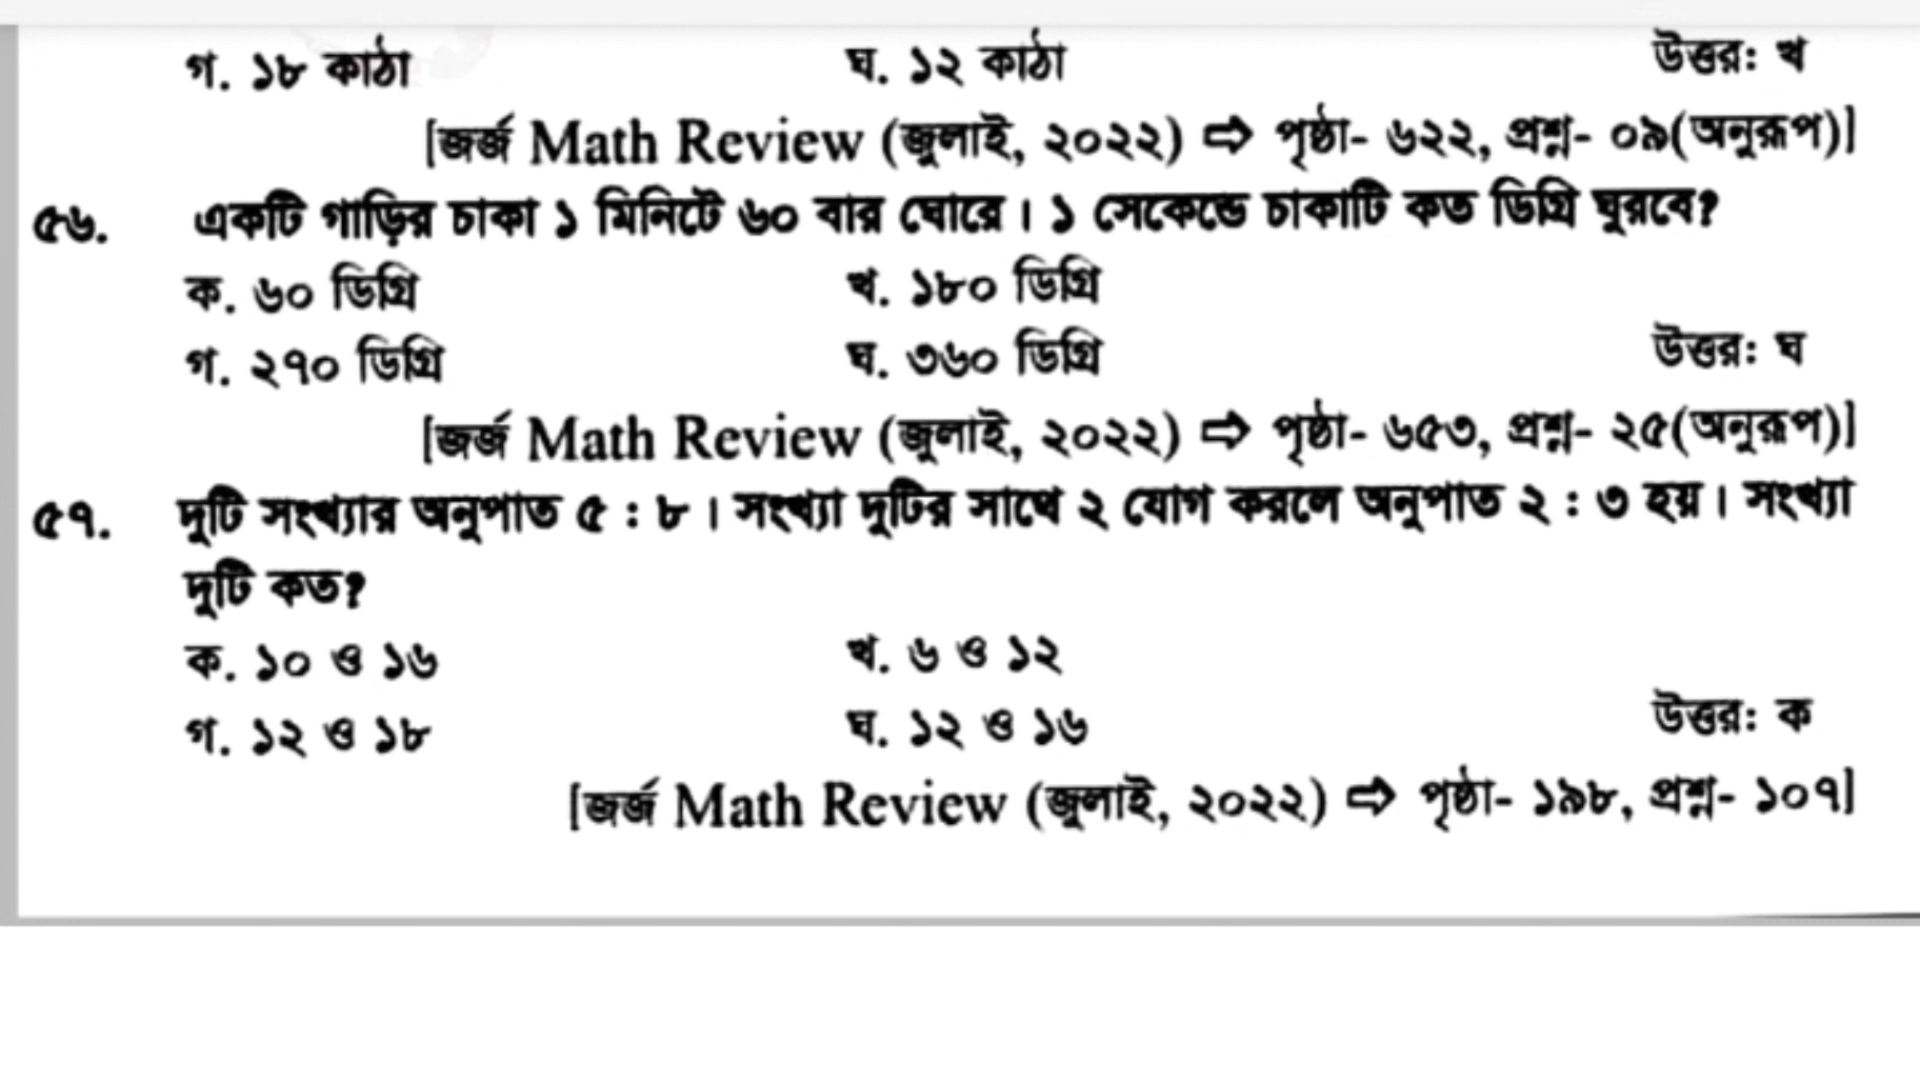 গ. ১৮ কাঠা ঘ. ১২ কাঠা উত্তর: খ
[জর্জ Math Review (জুলাই, ২০২২) ⇨ পৃষ্ঠা- ৬২২, প্রশ্ন- ০৯(অনুরূপ)]
৫৬. একটি গাড়ির চাকা ১ মিনিটে ৬০ বার ঘোরে। ১ সেকেন্ডে চাকাটি কত ডিগ্রি ঘুরবে?
ক. ৬০ ডিগ্রি খ. ১৮০ ডিগ্রি
গ. ২৭০ ডিগ্রি ঘ. ৩৬০ ডিগ্রি উত্তর: ঘ
[জর্জ Math Review (জুলাই, ২০২২) ⇨ পৃষ্ঠা- ৬৫৩, প্রশ্ন- ২৫(অনুরূপ)]
৫৭. দুটি সংখ্যার অনুপাত ৫ : ৮। সংখ্যা দুটির সাথে ২ যোগ করলে অনুপাত ২ : ৩ হয়। সংখ্যা
দুটি কত?
ক. ১০ ও ১৬ খ. ৬ ও ১২
গ. ১২ ও ১৮ ঘ. ১২ ও ১৬ উত্তর: ক
[জর্জ Math Review (জুলাই, ২০২২) ⇨ পৃষ্ঠা- ১৯৮, প্রশ্ন- ১০৭]